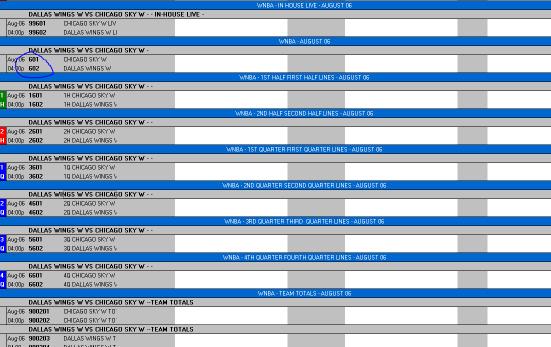 WNBA - IN-HOUSE LIVE - AUGUST 06
DALLAS WINGS W VS CHICAGO SKY W - - IN-HOUSE LIVE -
Aug-06 99601 CHICAGO SKY W LIV
04:00p 99602 DALLAS WINGS W LI
WNBA - AUGUST 06
DALLAS WINGS W VS CHICAGO SKY W - -
Aug-06 601 CHICAGO SKY W
04:00p 602 DALLAS WINGS W
WNBA - 1ST HALF FIRST HALF LINES - AUGUST 06
DALLAS WINGS W VS CHICAGO SKY W - -
1 Aug-06 1601 1H CHICAGO SKY W
H 04:00p 1602 1H DALLAS WINGS \
WNBA - 2ND HALF SECOND HALF LINES - AUGUST 06
DALLAS WINGS W VS CHICAGO SKY W - -
2 Aug-06 2601 2H CHICAGO SKY W
H 04:00p 2602 2H DALLAS WINGS \
WNBA - 1ST QUARTER FIRST QUARTER LINES - AUGUST 06
DALLAS WINGS W VS CHICAGO SKY W - -
1 Aug-06 3601 1Q CHICAGO SKY W
Q 04:00p 3602 1Q DALLAS WINGS \
WNBA - 2ND QUARTER SECOND QUARTER LINES - AUGUST 06
DALLAS WINGS W VS CHICAGO SKY W - -
2 Aug-06 4601 2Q CHICAGO SKY W
Q 04:00p 4602 2Q DALLAS WINGS \
WNBA - 3RD QUARTER THIRD QUARTER LINES - AUGUST 06
DALLAS WINGS W VS CHICAGO SKY W - -
3 Aug-06 5601 3Q CHICAGO SKY W
Q 04:00p 5602 3Q DALLAS WINGS \
WNBA - 4TH QUARTER FOURTH QUARTER LINES - AUGUST 06
DALLAS WINGS W VS CHICAGO SKY W - -
4 Aug-06 6601 4Q CHICAGO SKY W
Q 04:00p 6602 4Q DALLAS WINGS \
WNBA - TEAM TOTALS - AUGUST 06
DALLAS WINGS W VS CHICAGO SKY W --TEAM TOTALS
Aug-06 900201 CHICAGO SKY W TO
04:00p 900202 CHICAGO SKY W TO
DALLAS WINGS W VS CHICAGO SKY W --TEAM TOTALS
Aug-06 900203 DALLAS WINGS W T